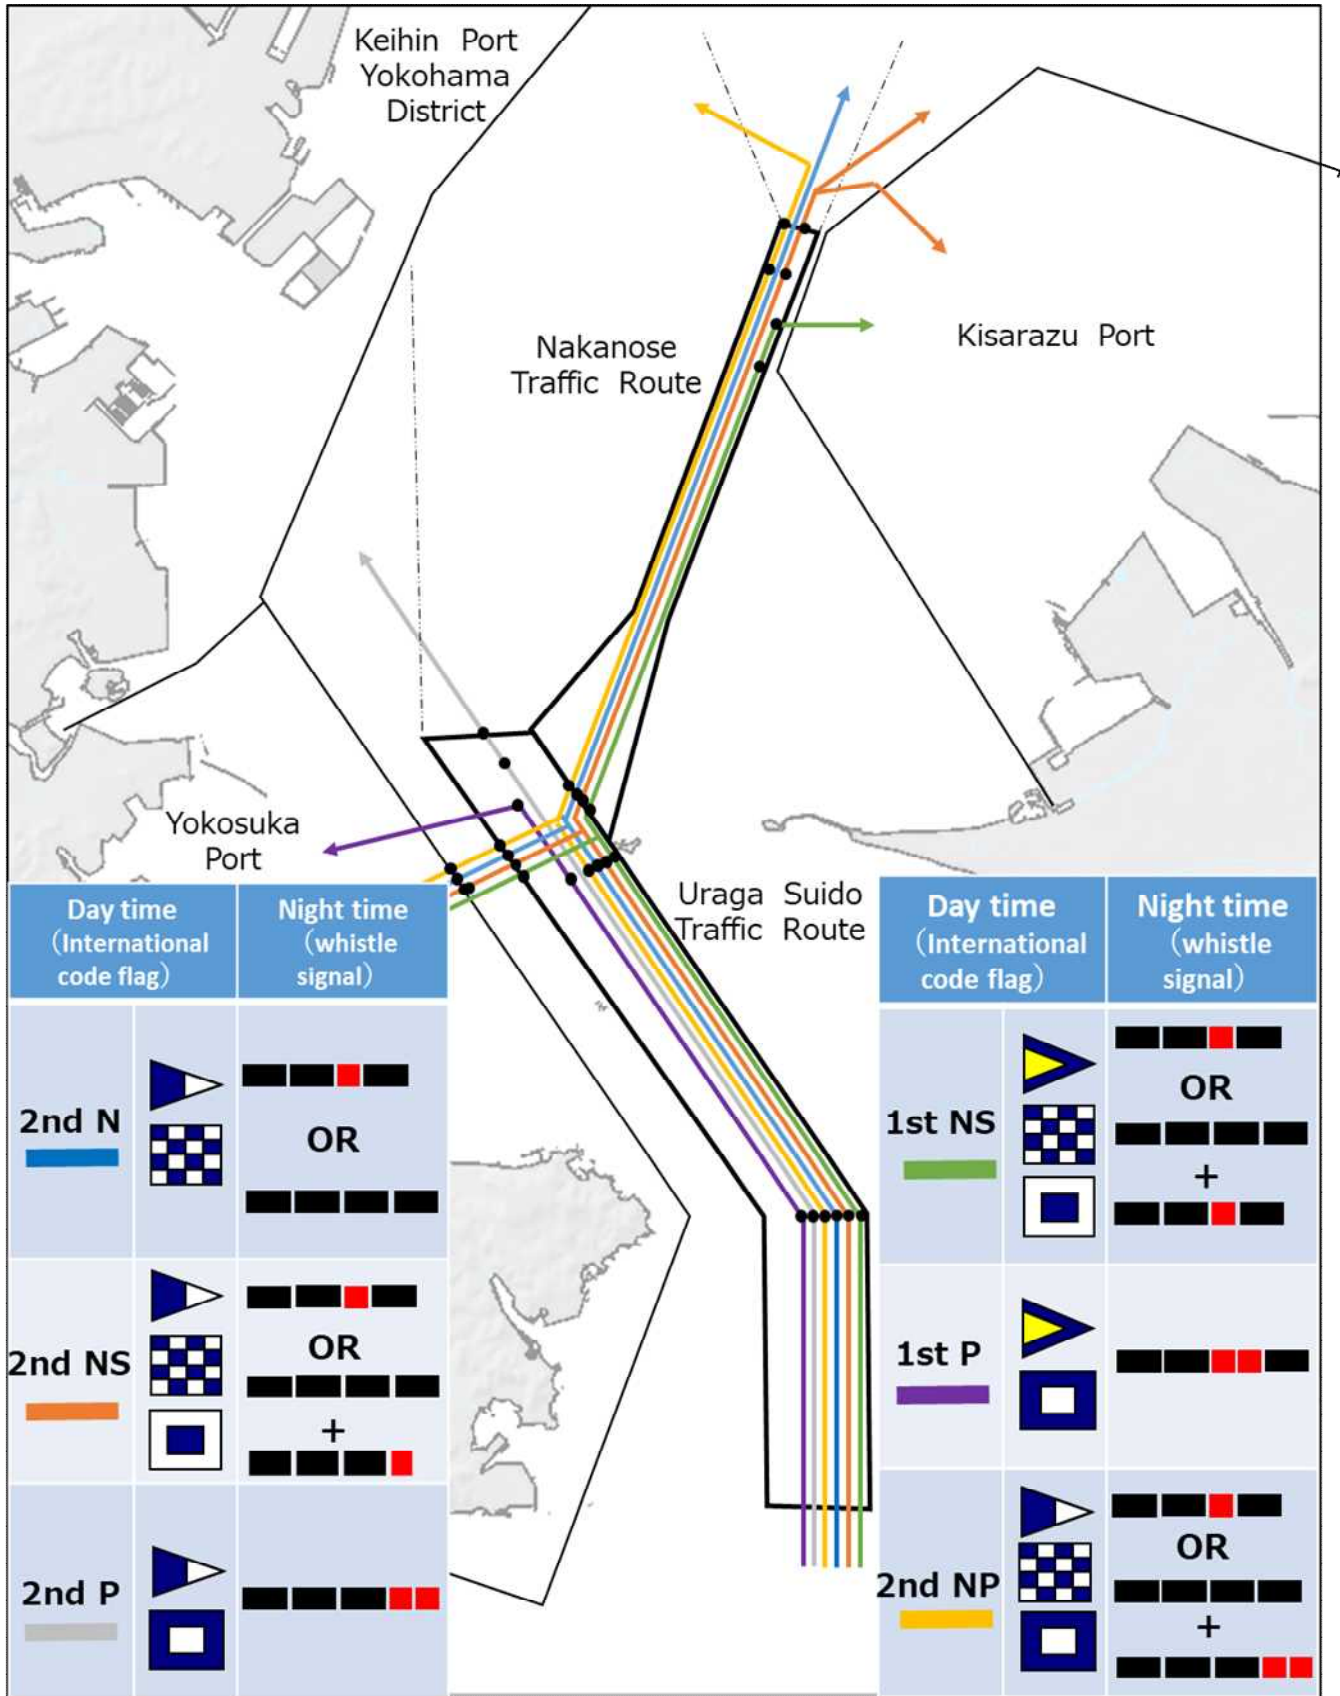 Keihin Port
Yokohama
District
Nakanose
Traffic Route
Kisarazu Port
Yokosuka
Port
Uraga Suido
Traffic Route
Day time
（International
code flag）
Night time
（whistle
signal）
2nd N
OR
2nd NS
OR
+
2nd P
Day time
（International
code flag）
Night time
（whistle
signal）
1st NS
OR
+
1st P
2nd NP
OR
+